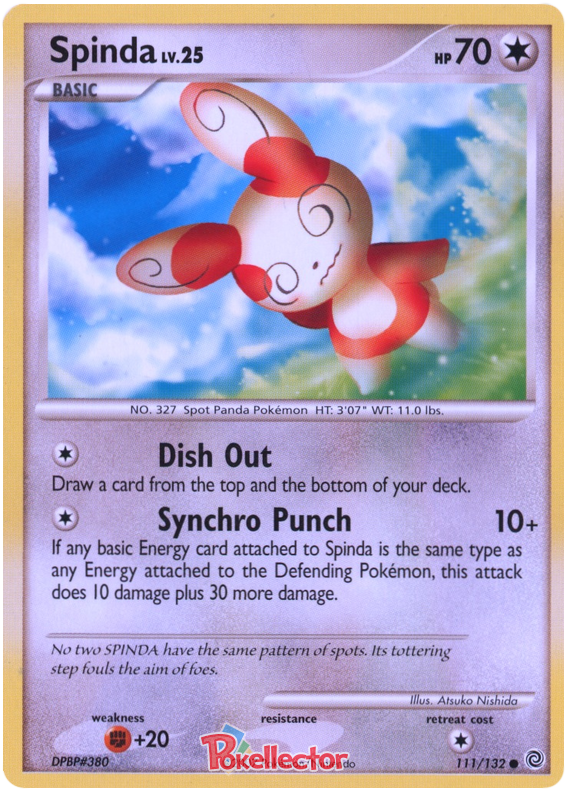 Spinda LV.25 HP 70
BASIC
NO. 327 Spot Panda Pokémon HT: 3'07" WT: 11.0 lbs.
Dish Out
Draw a card from the top and the bottom of your deck.
Synchro Punch 10+
If any basic Energy card attached to Spinda is the same type as
any Energy attached to the Defending Pokémon, this attack
does 10 damage plus 30 more damage.
No two SPINDA have the same pattern of spots. Its tottering
step fouls the aim of foes.
Illus. Atsuko Nishida
weakness resistance retreat cost
+20
Pokellector
DPBP#380 111/132